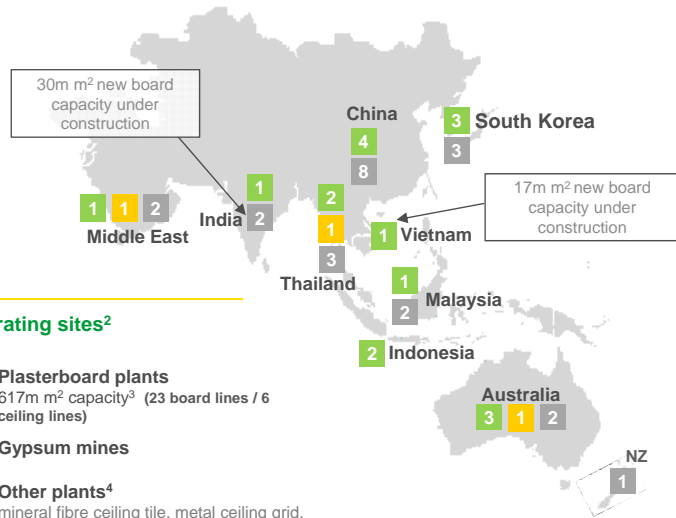 30m m² new board
capacity under
construction
China
4
8
3
South Korea
3
17m m² new board
capacity under
construction
1
India
2
1 1 2
Middle East
2
1
3
Thailand
1 Vietnam
1
2
Malaysia
2 Indonesia
rating sites²
Plasterboard plants
617m m² capacity³ (23 board lines / 6
ceiling lines)
Gypsum mines
Other plants⁴
mineral fibre ceiling tile, metal ceiling grid,
Australia
3 1 2
NZ
1